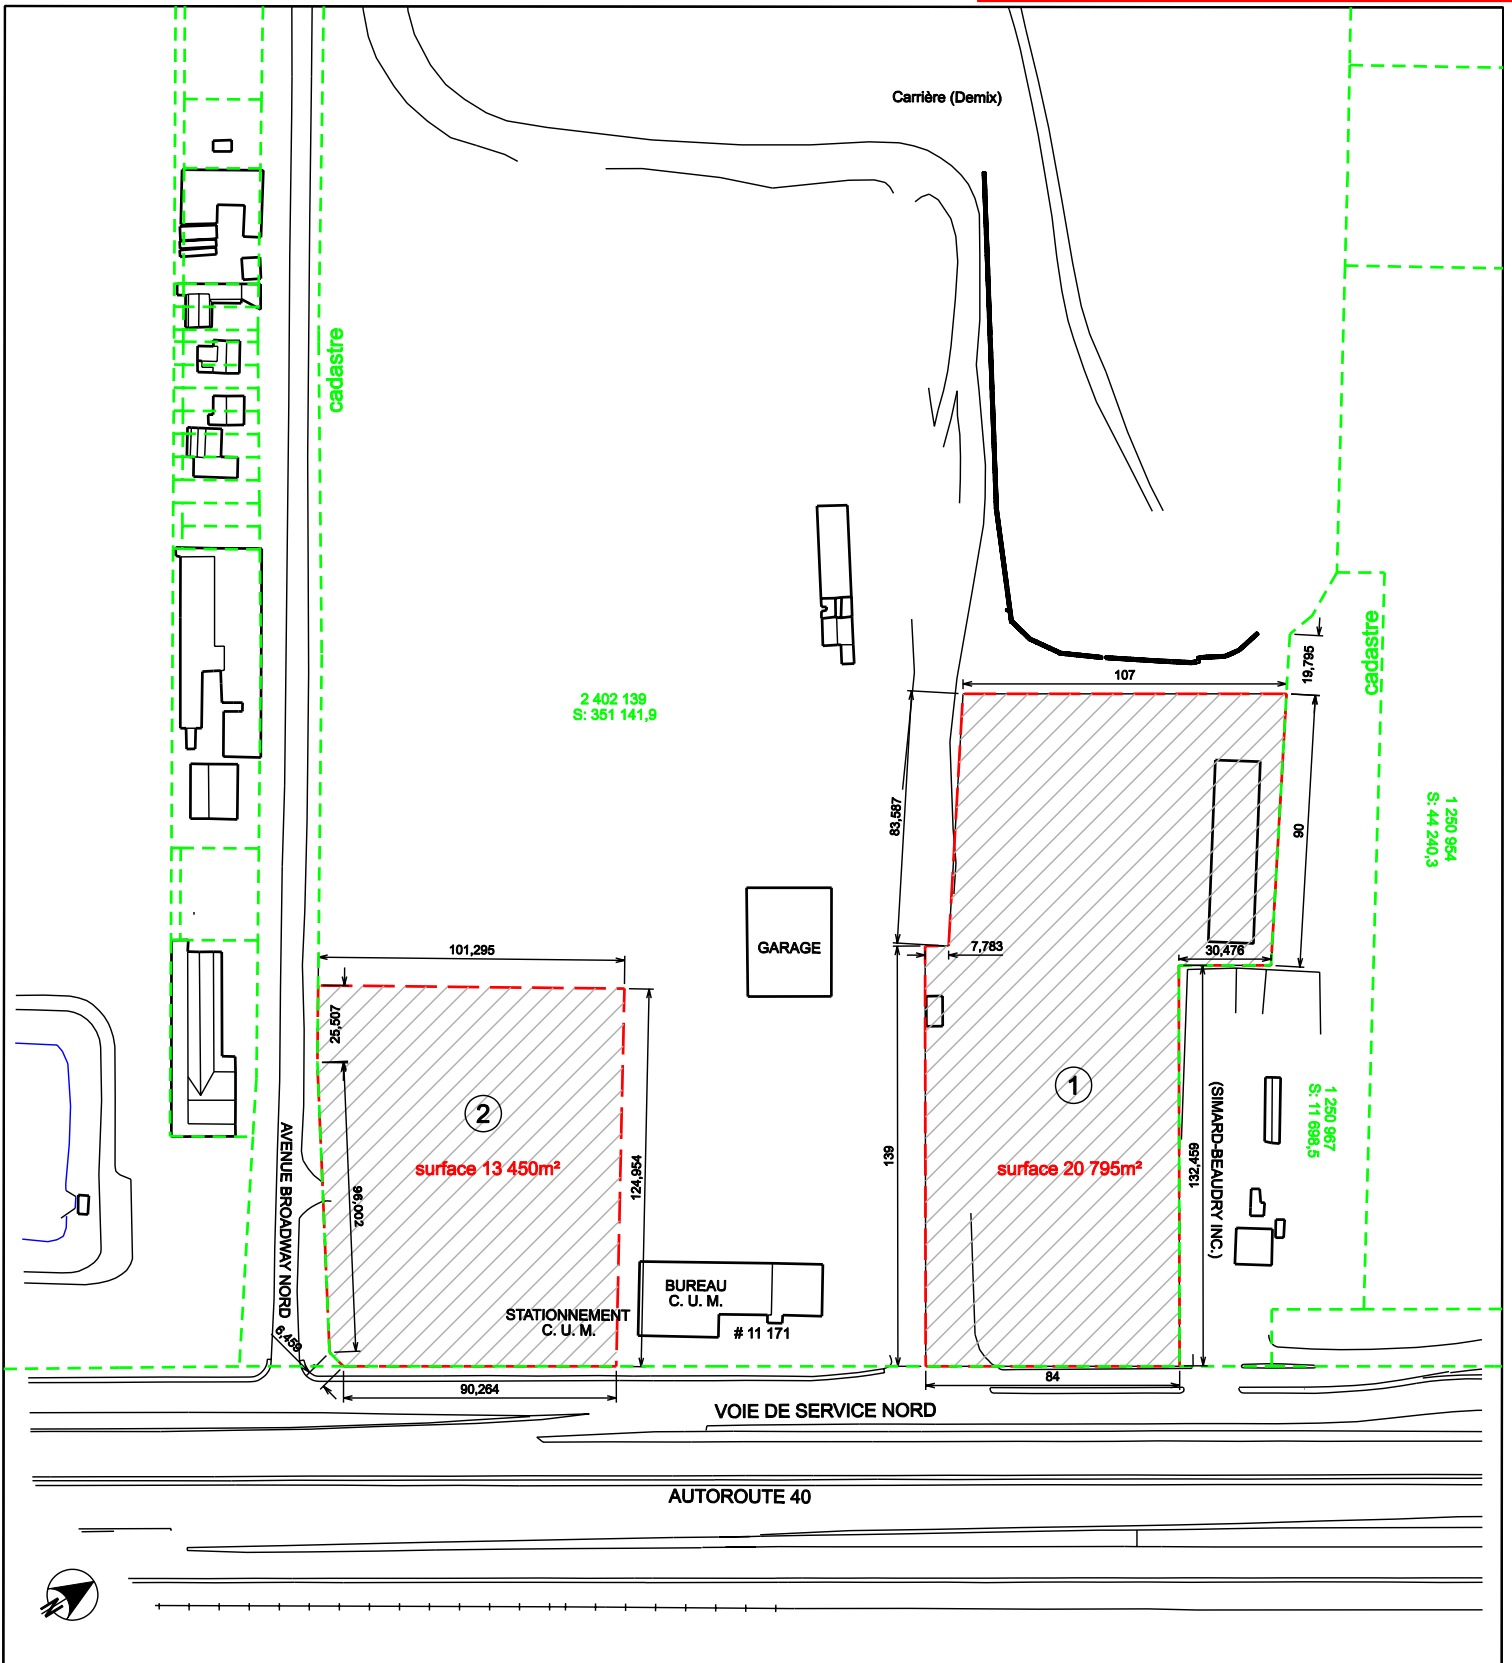 Carrière (Demix)
cadastre
cadastre
19,795
107
2 402 139
S: 351 141,9
83,587
90
1 250 954
S: 44 240,3
GARAGE
7,783
30,476
101,295
25,507
2
surface 13 450m²
96,002
124,954
139
1
surface 20 795m²
132,459
(SIMARD-BEAUDRY INC.)
1 250 967
S: 11 698,5
AVENUE BROADWAY NORD
6,459
STATIONNEMENT
C. U. M.
BUREAU
C. U. M.
# 11 171
90,264
84
VOIE DE SERVICE NORD
AUTOROUTE 40
N